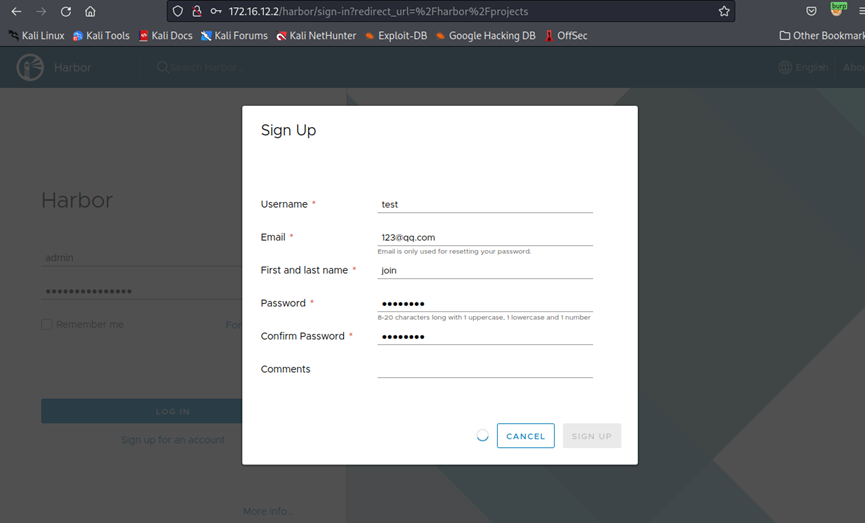 burp
172.16.12.2/harbor/sign-in?redirect_url=%2Fharbor%2Fprojects
Kali Linux Kali Tools Kali Docs Kali Forums Kali NetHunter Exploit-DB Google Hacking DB OffSec Other Bookmark
Harbor Search Harbor... English Abou
Sign Up
Harbor
Username * test
Email * 123@qq.com
Email is only used for resetting your password.
admin
First and last name * join
Password * ●●●●●●●●
8-20 characters long with 1 uppercase, 1 lowercase and 1 number
●●●●●●●●●●●●●●●
Remember me For
Confirm Password * ●●●●●●●●
Comments
LOG IN
Sign up for an account
CANCEL SIGN UP
More info...